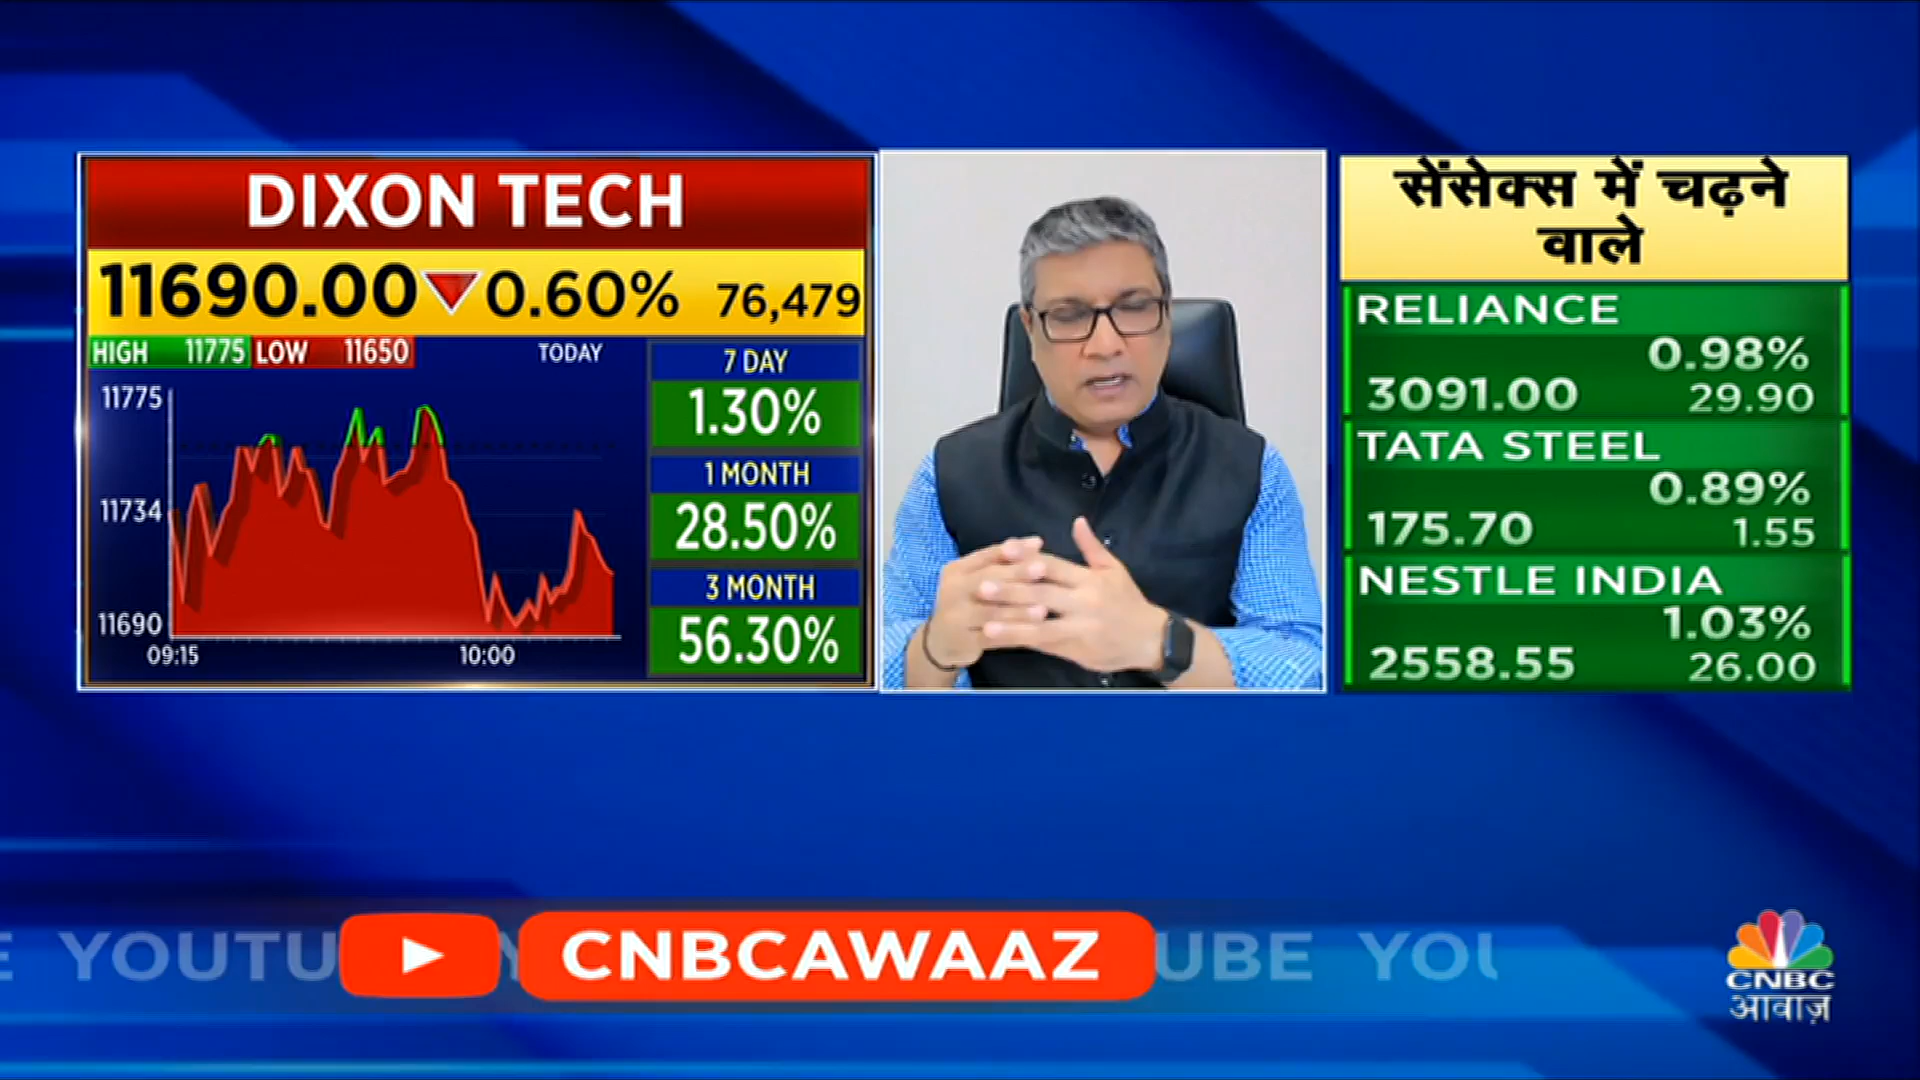 DIXON TECH
11690.00 0.60% 76,479
HIGH 11775 LOW 11650 TODAY
11775
11734
11690
09:15 10:00
7 DAY
1.30%
1 MONTH
28.50%
3 MONTH
56.30%
सेंसेक्स में चढ़ने
वाले
RELIANCE
0.98%
3091.00 29.90
TATA STEEL
0.89%
175.70 1.55
NESTLE INDIA
1.03%
2558.55 26.00
E YOUTU CNBCAWAAZ UBE YOU
CNBC
आवाज़